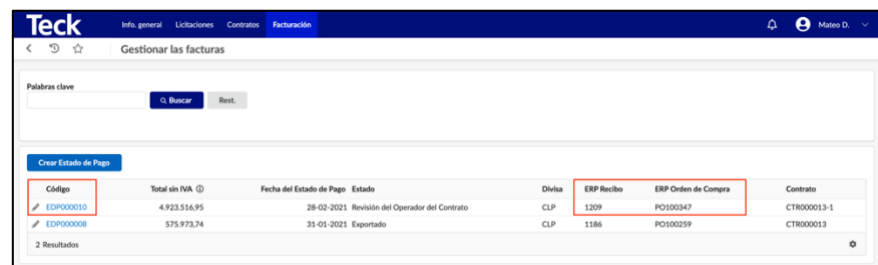 Teck Info. general Licitaciones Contratos Facturación Mateo D.
Gestionar las facturas
Palabras clave
Buscar Rest.
Crear Estado de Pago
Código Total sin IVA Fecha del Estado de Pago Estado Divisa ERP Recibo ERP Orden de Compra Contrato
EDP000010 4.923.516,95 28-02-2021 Revisión del Operador del Contrato CLP 1209 PO100347 CTR000013-1
EDP000008 575.973,74 31-01-2021 Exportado CLP 1186 PO100259 CTR000013
2 Resultados